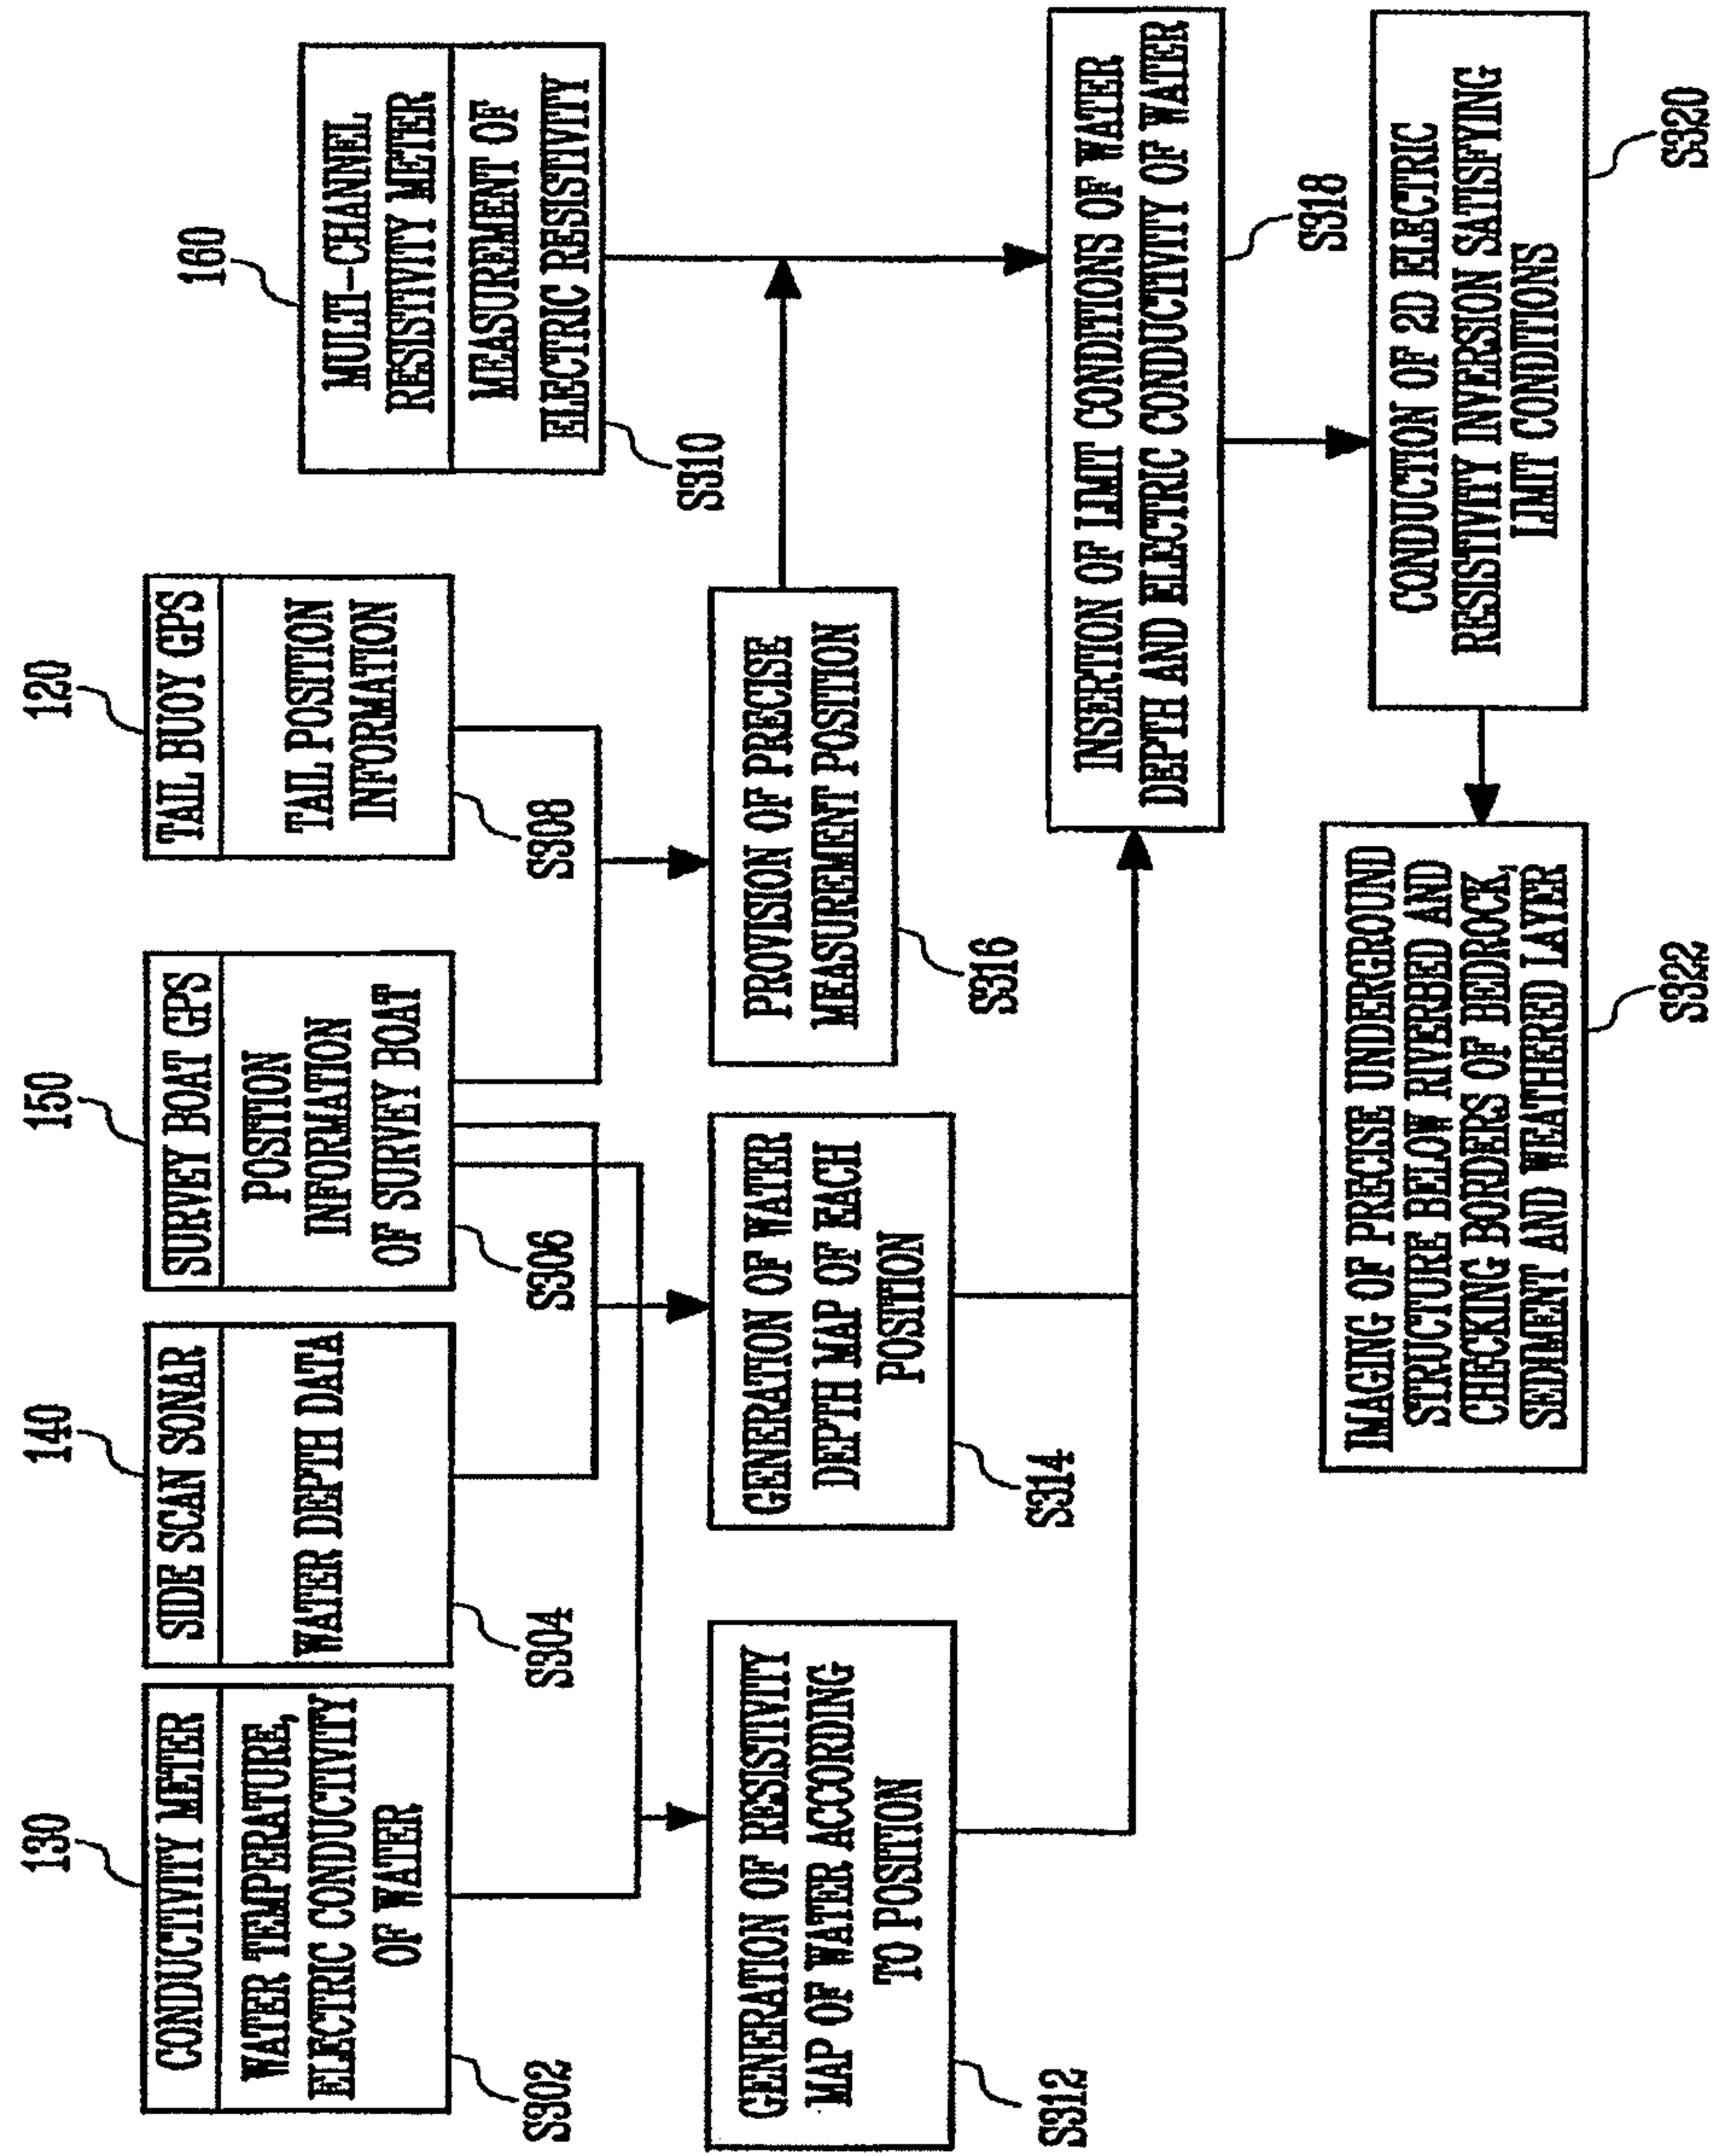 130
CONDUCTIVITY METER
WATER TEMPERATURE,
ELECTRIC CONDUCTIVITY
OF WATER
S302
140
SIDE SCAN SONAR
WATER DEPTH DATA
S304
150
SURVEY BOAT GPS
POSITION
INFORMATION
OF SURVEY BOAT
S306
120
TAIL BUOY GPS
TAIL POSITION
INFORMATION
S308
160
MULTI-CHANNEL
RESISTIVITY METER
MEASUREMENT OF
ELECTRIC RESISTIVITY
S310
GENERATION OF RESISTIVITY
MAP OF WATER ACCORDING
TO POSITION
S312
GENERATION OF WATER
DEPTH MAP OF EACH
POSITION
S314
PROVISION OF PRECISE
MEASUREMENT POSITION
S316
INSERTION OF LIMIT CONDITIONS OF WATER
DEPTH AND ELECTRIC CONDUCTIVITY OF WATER
S318
CONDUCTION OF 2D ELECTRIC
RESISTIVITY INVERSION SATISFYING
LIMIT CONDITIONS
S320
IMAGING OF PRECISE UNDERGROUND
STRUCTURE BELOW RIVERBED AND
CHECKING BORDERS OF BEDROCK,
SEDIMENT AND WEATHERED LAYER
S322